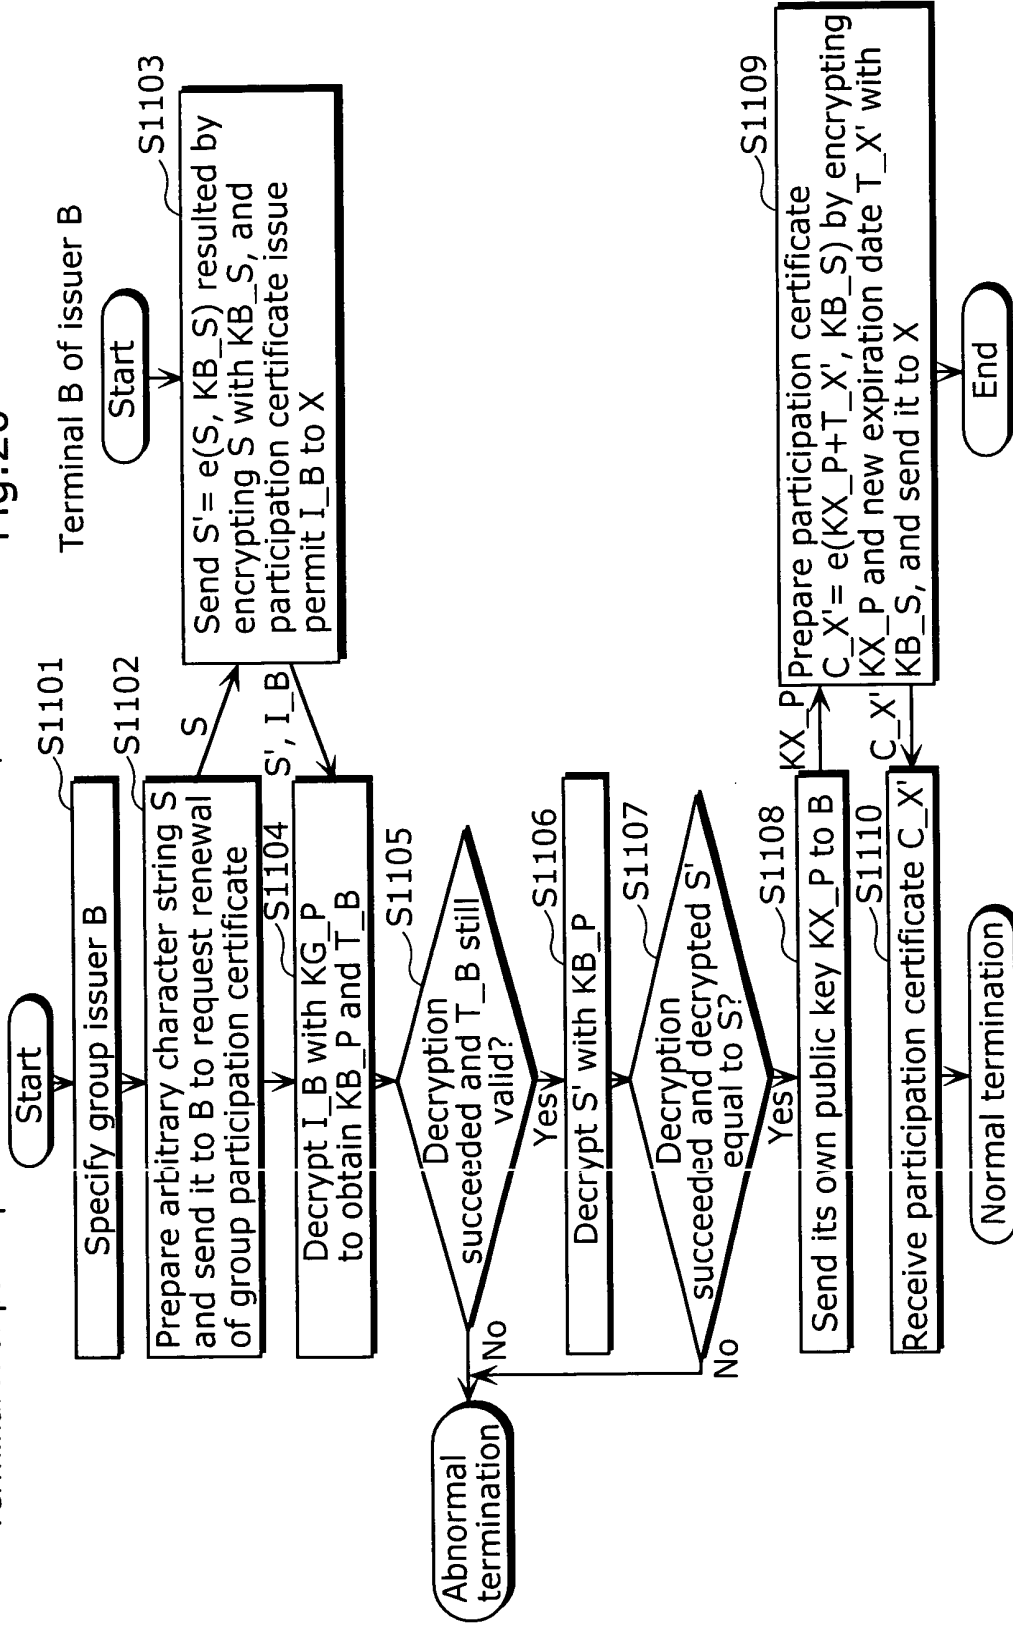 Terminal B of issuer B
Start
Start
S1101
Specify group issuer B
S1102
Prepare arbitrary character string S
and send it to B to request renewal
of group participation certificate
S
S1103
Send S'= e(S, KB_S) resulted by
encrypting S with KB_S, and
participation certificate issue
permit I_B to X
S', I_B
S1104
Decrypt I_B with KG_P
to obtain KB_P and T_B
S1105
Decryption
succeeded and T_B still
valid?
No
Yes
Abnormal
termination
S1106
Decrypt S' with KB_P
S1107
Decryption
succeeded and decrypted S'
equal to S?
No
Yes
S1108
Send its own public key KX_P to B
KX_P
S1109
Prepare participation certificate
C_X'= e(KX_P+T_X', KB_S) by encrypting
KX_P and new expiration date T_X' with
KB_S, and send it to X
C_X'
S1110
Receive participation certificate C_X'
Normal termination
End